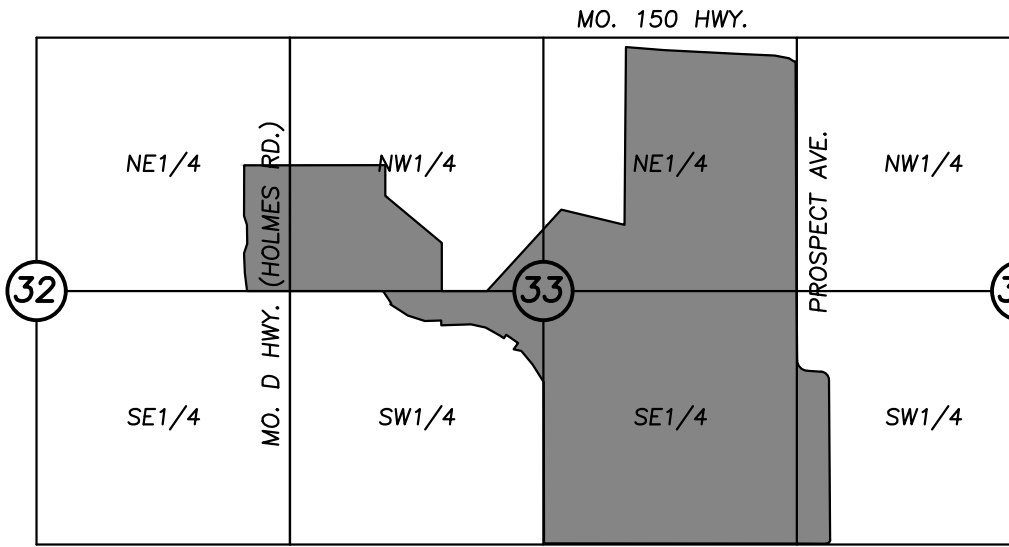 MO. 150 HWY.
NE1/4
NW1/4
NE1/4
NW1/4
MO. D HWY. (HOLMES RD.)
PROSPECT AVE.
32
33
SE1/4
SW1/4
SE1/4
SW1/4